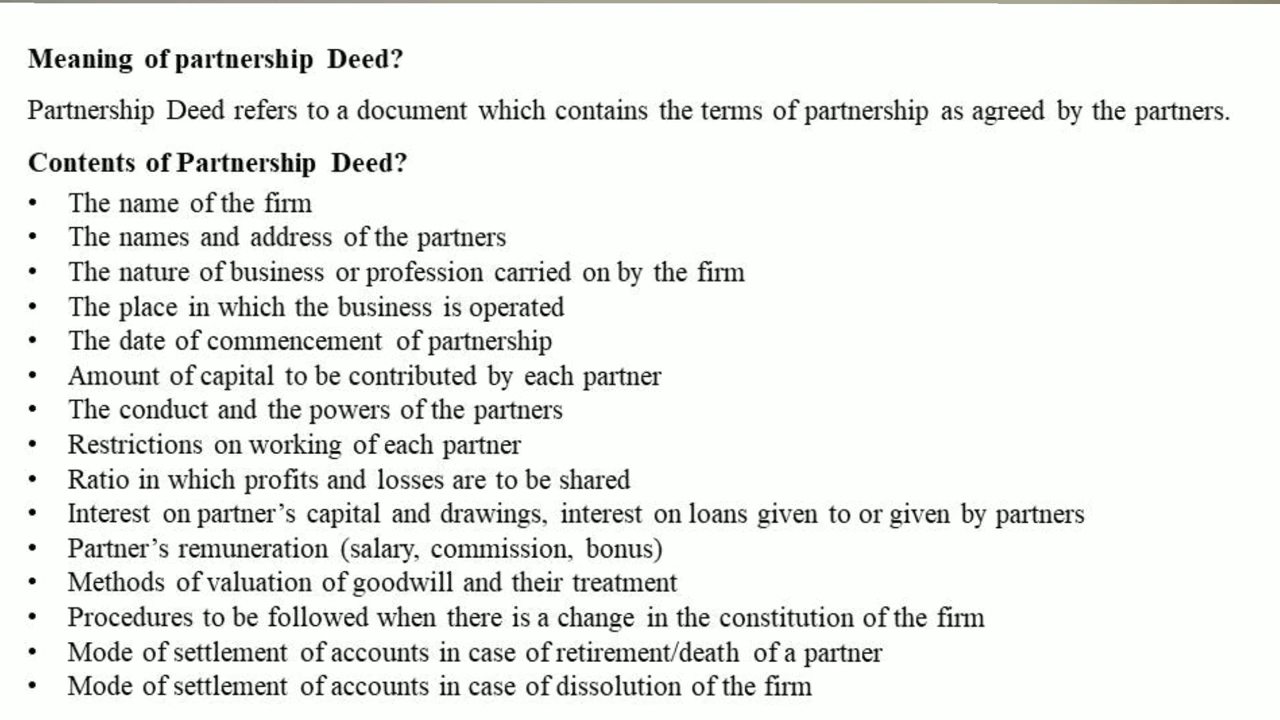 Meaning of partnership Deed?
Partnership Deed refers to a document which contains the terms of partnership as agreed by the partners.
Contents of Partnership Deed?
• The name of the firm
• The names and address of the partners
• The nature of business or profession carried on by the firm
• The place in which the business is operated
• The date of commencement of partnership
• Amount of capital to be contributed by each partner
• The conduct and the powers of the partners
• Restrictions on working of each partner
• Ratio in which profits and losses are to be shared
• Interest on partner’s capital and drawings, interest on loans given to or given by partners
• Partner’s remuneration (salary, commission, bonus)
• Methods of valuation of goodwill and their treatment
• Procedures to be followed when there is a change in the constitution of the firm
• Mode of settlement of accounts in case of retirement/death of a partner
• Mode of settlement of accounts in case of dissolution of the firm